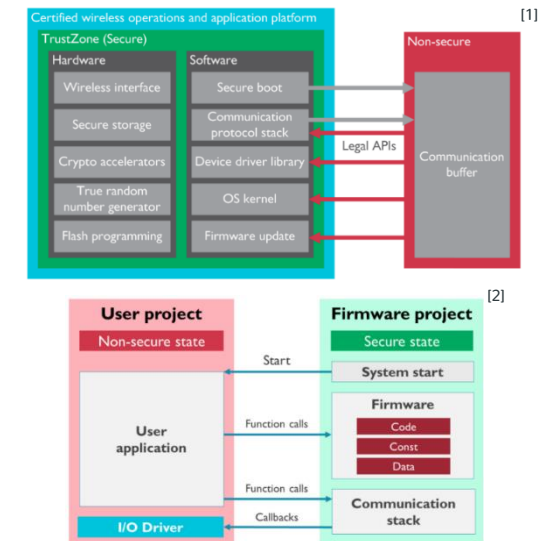 Certified wireless operations and application platform
[1]
TrustZone (Secure)
Non-secure
Hardware
Software
Wireless interface
Secure boot
Secure storage
Communication
protocol stack
Legal APIs
Crypto accelerators
Device driver library
Communication
buffer
True random
number generator
OS kernel
Flash programming
Firmware update
[2]
User project
Firmware project
Non-secure state
Secure state
Start
System start
User
application
Firmware
Function calls
Code
Const
Data
Function calls
Communication
stack
Callbacks
I/O Driver